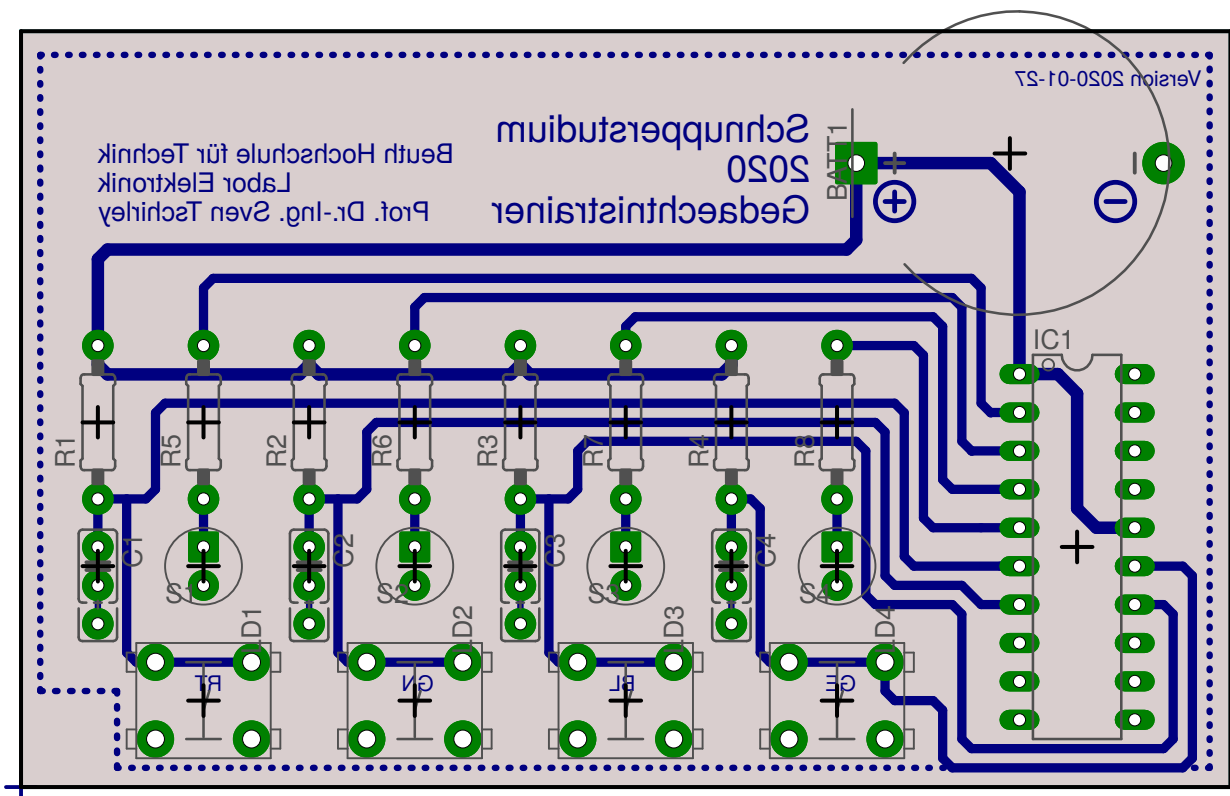 Version 2020-01-27
Schnupperstudium
2020
Gedaechtnistrainer
Beuth Hochschule für Technik
Labor Elektronik
Prof. Dr.-Ing. Sven Tschirley
BATT1
+
-
+
-
IC1
R1
R5
R2
R6
R3
R7
R4
R8
C1
C2
C3
C4
S1
S2
S3
S4
LD1
LD2
LD3
LD4
RT
GN
BL
GE